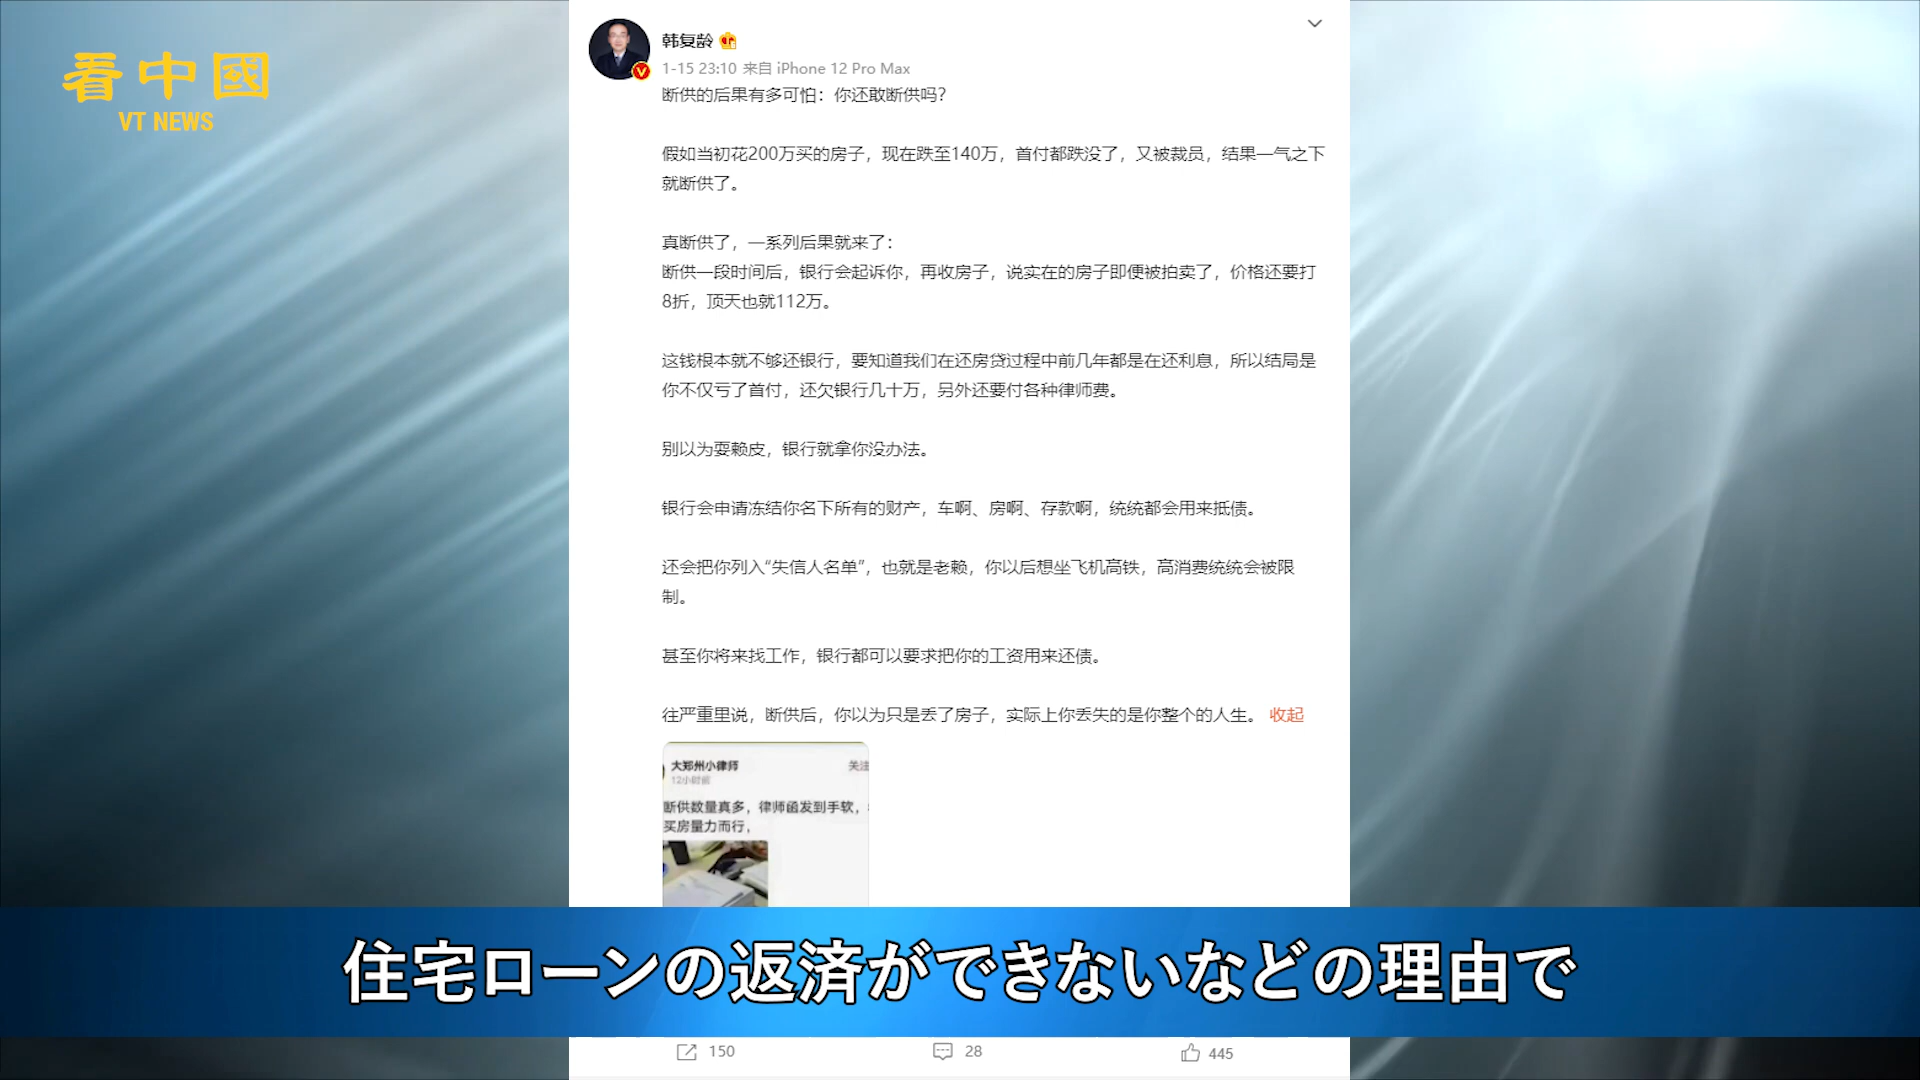 看中國
VT NEWS
韩复龄
1-15 23:10 来自 iPhone 12 Pro Max
断供的后果有多可怕：你还敢断供吗？
假如当初花200万买的房子，现在跌至140万，首付都跌没了，又被裁员，结果一气之下
就断供了。
真断供了，一系列后果就来了：
断供一段时间后，银行会起诉你，再收房子，说实在的房子即便被拍卖了，价格还要打
8折，顶天也就112万。
这钱根本就不够还银行，要知道我们在还房贷过程中前几年都是在还利息，所以结局是
你不仅亏了首付，还欠银行几十万，另外还要付各种律师费。
别以为耍赖皮，银行就拿你没办法。
银行会申请冻结你名下所有的财产，车啊、房啊、存款啊，统统都会用来抵债。
还会把你列入“失信人名单”，也就是老赖，你以后想坐飞机高铁，高消费统统会被限
制。
甚至你将来找工作，银行都可以要求把你的工资用来还债。
往严重里说，断供后，你以为只是丢了房子，实际上你丢失的是你整个的人生。 收起
大郑州小律师
关注
12小时前
断供数量真多，律师函发到手软，
买房量力而行，
住宅ローンの返済ができないなどの理由で
150
28
445